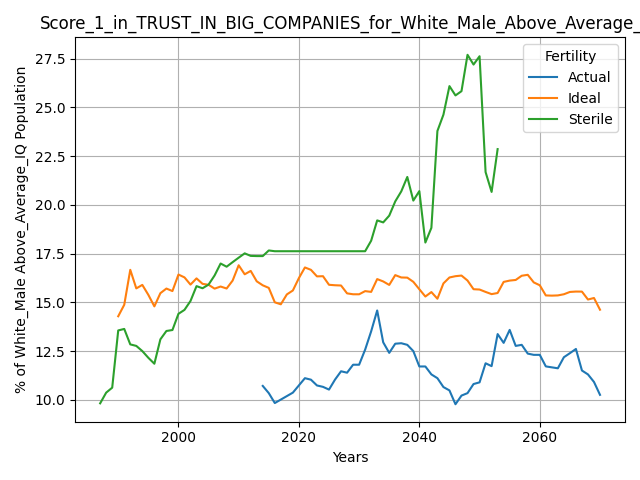 Score_1_in_TRUST_IN_BIG_COMPANIES_for_White_Male_Above_Average_
Fertility
Actual
Ideal
Sterile
% of White_Male Above_Average_IQ Population
27.5
25.0
22.5
20.0
17.5
15.0
12.5
10.0
2000
2020
2040
2060
Years